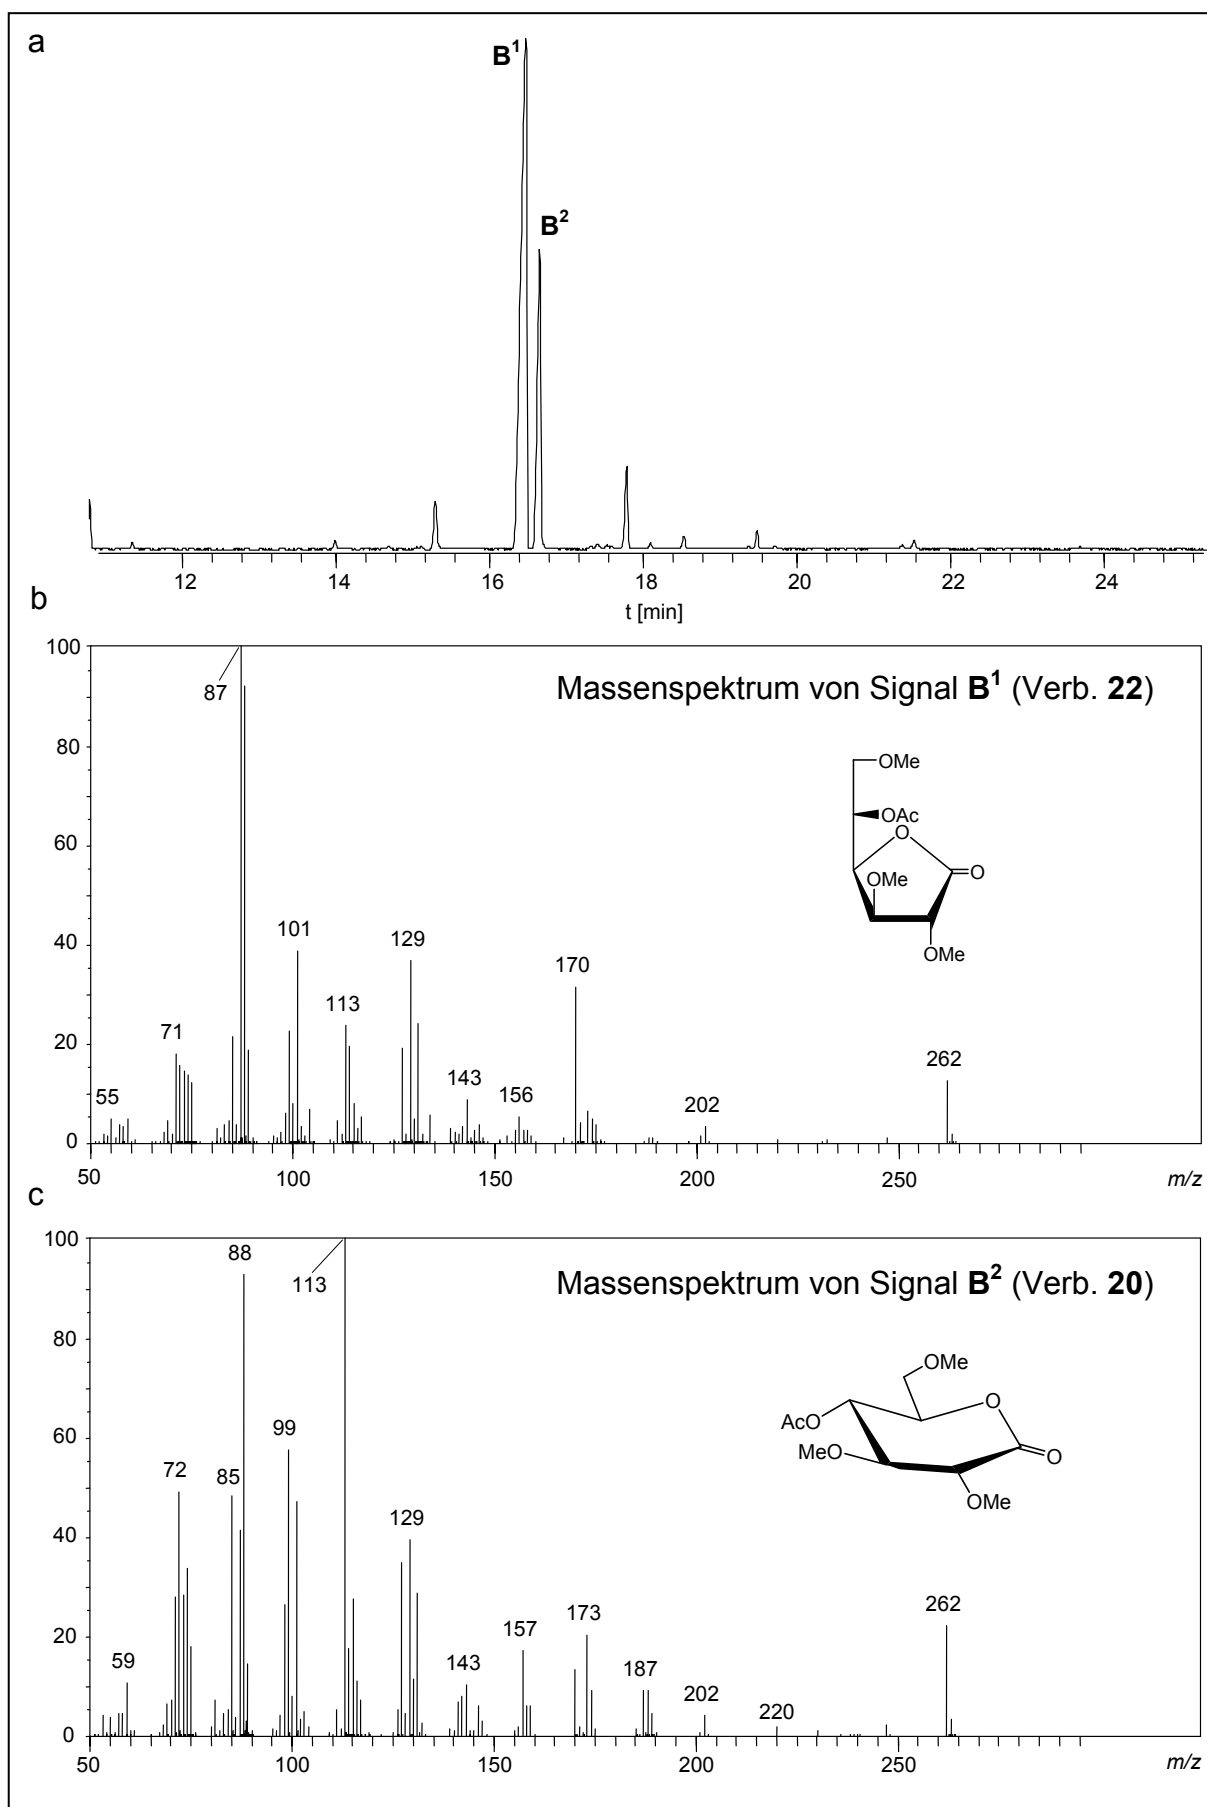 a
B¹
B²
12 14 16 18 20 22 24
t [min]
b
100
87
Massenspektrum von Signal B¹ (Verb. 22)
80
OMe
OAc
O
60
O
OMe
OMe
101
129
40
170
113
71
20
262
55
143
156
202
0
50 100 150 200 250 m/z
c
100
88
113
Massenspektrum von Signal B² (Verb. 20)
80
OMe
O
AcO
MeO
O
OMe
99
60
72
85
129
40
262
173
157
20
59
143
187
202
220
0
50 100 150 200 250 m/z